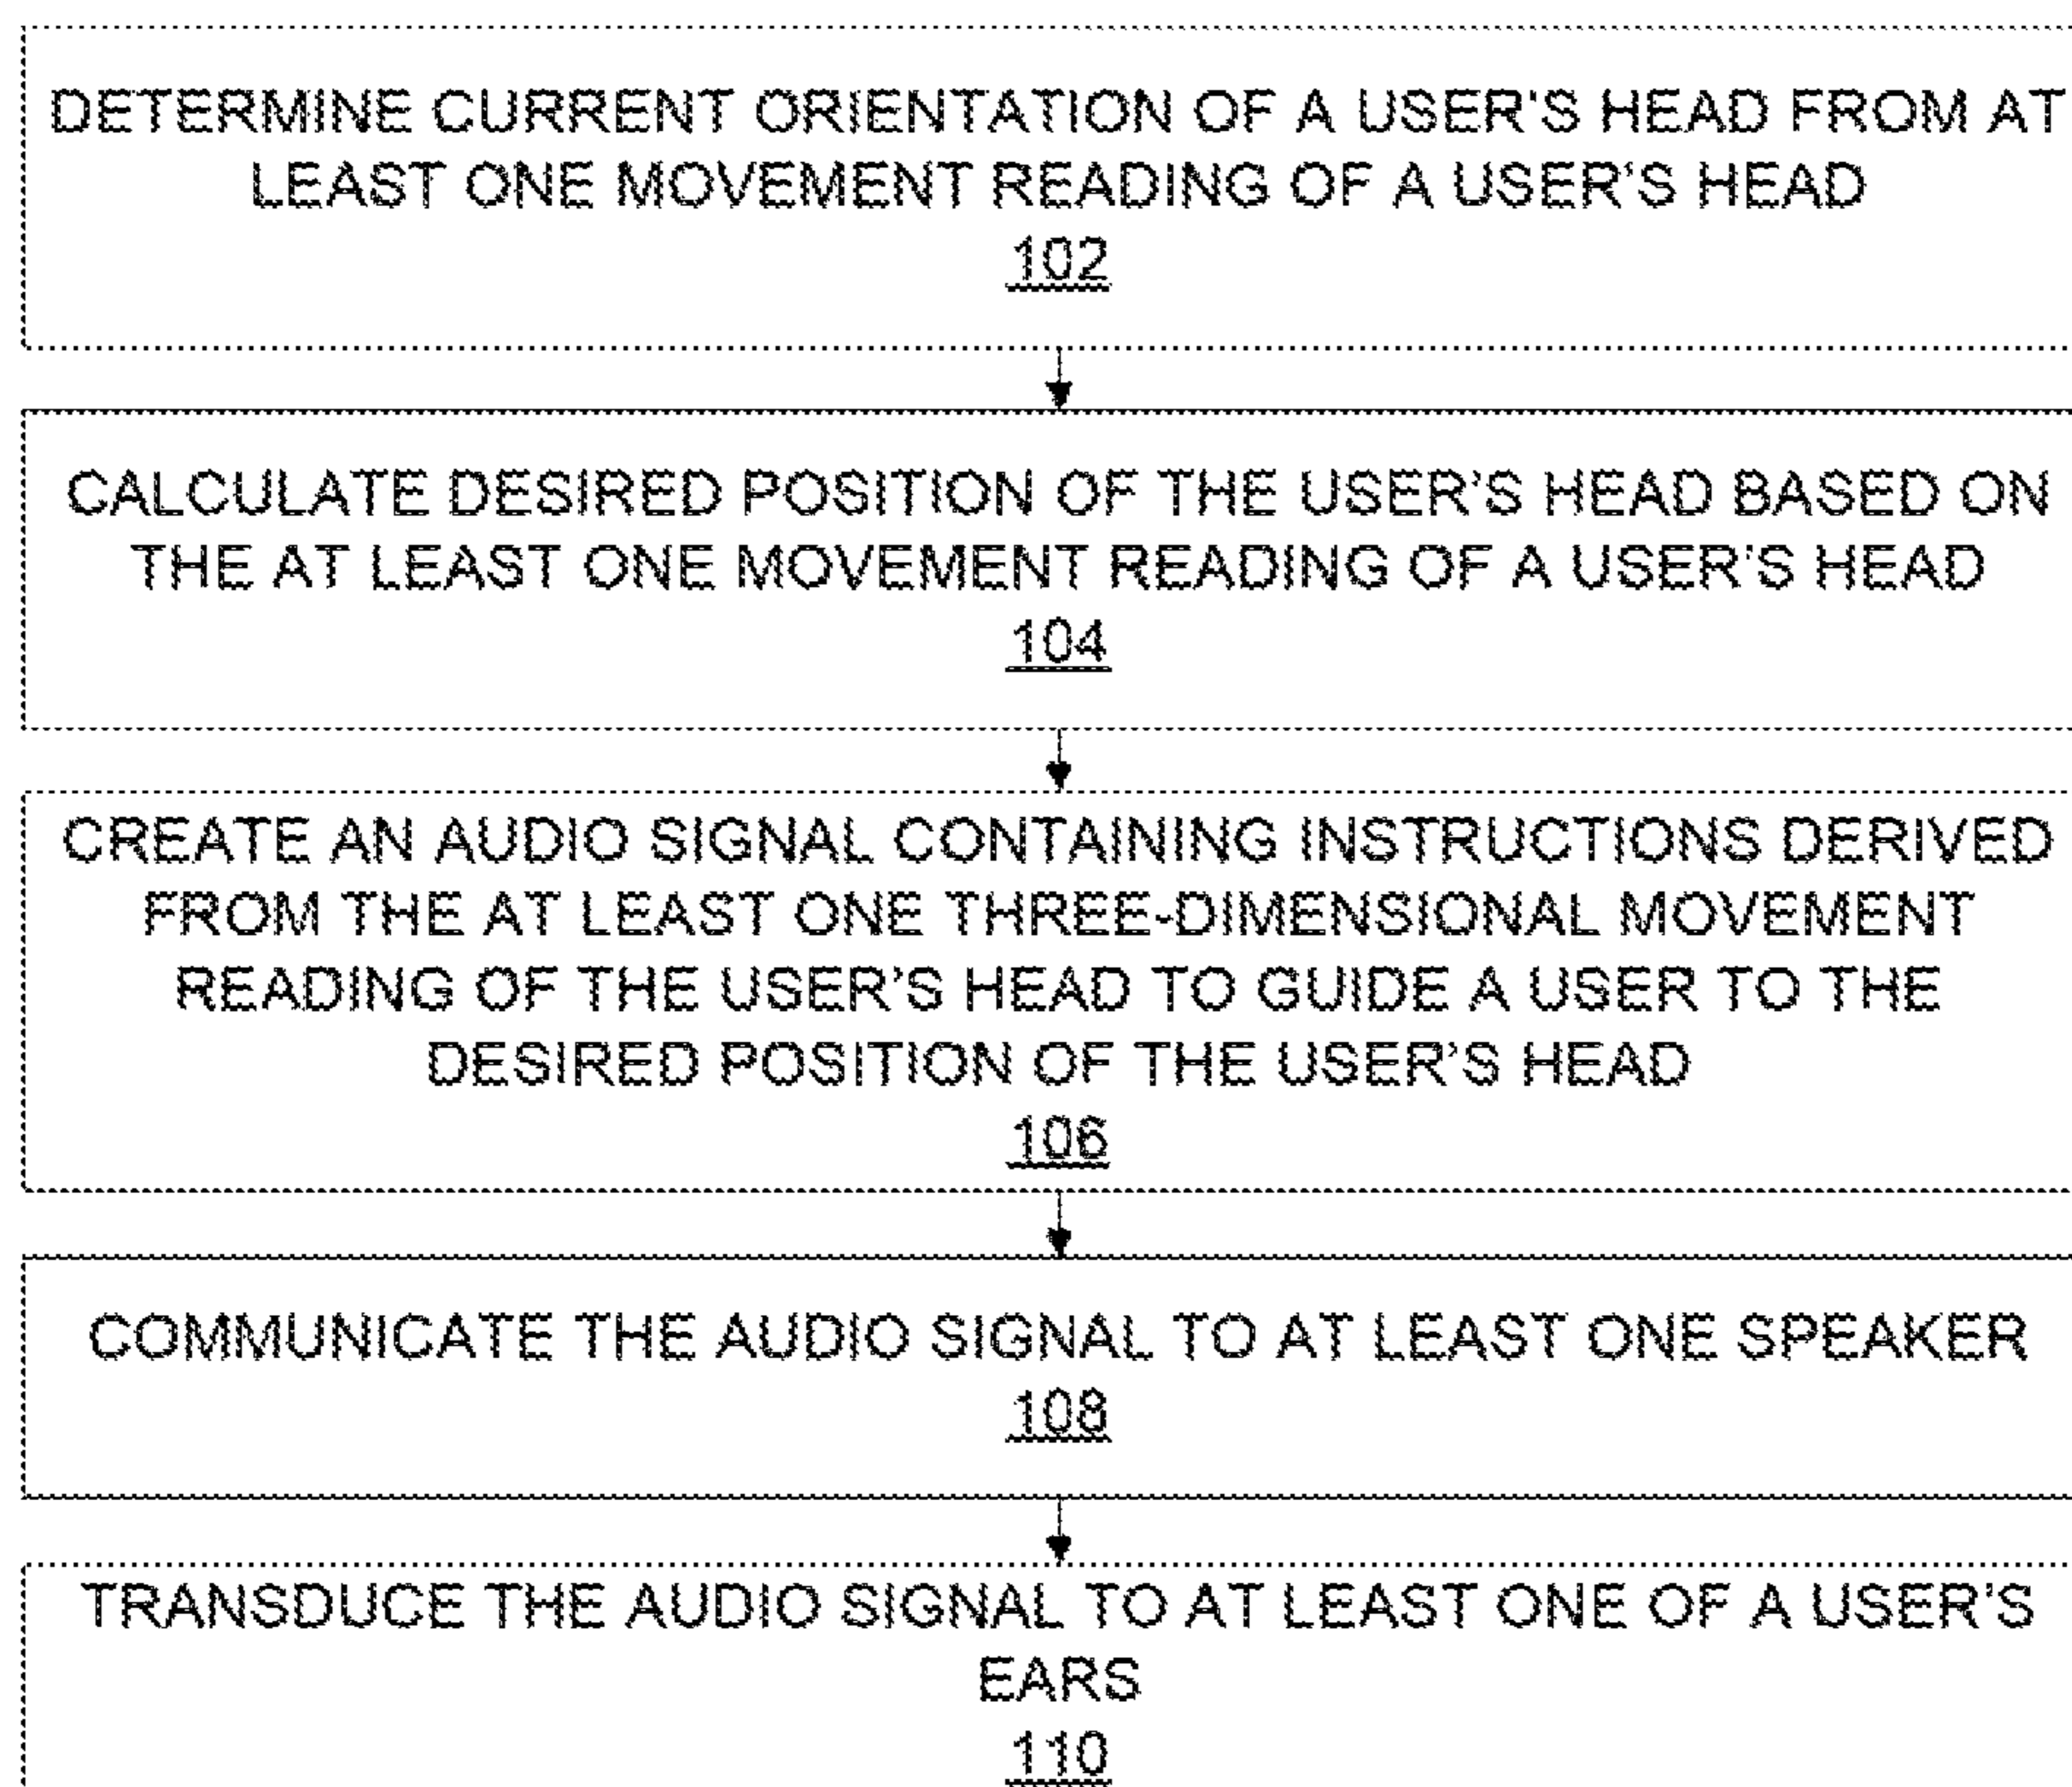 DETERMINE CURRENT ORIENTATION OF A USER'S HEAD FROM AT
LEAST ONE MOVEMENT READING OF A USER'S HEAD
102
CALCULATE DESIRED POSITION OF THE USER'S HEAD BASED ON
THE AT LEAST ONE MOVEMENT READING OF A USER'S HEAD
104
CREATE AN AUDIO SIGNAL CONTAINING INSTRUCTIONS DERIVED
FROM THE AT LEAST ONE THREE-DIMENSIONAL MOVEMENT
READING OF THE USER'S HEAD TO GUIDE A USER TO THE
DESIRED POSITION OF THE USER'S HEAD
106
COMMUNICATE THE AUDIO SIGNAL TO AT LEAST ONE SPEAKER
108
TRANSDUCE THE AUDIO SIGNAL TO AT LEAST ONE OF A USER'S
EARS
110